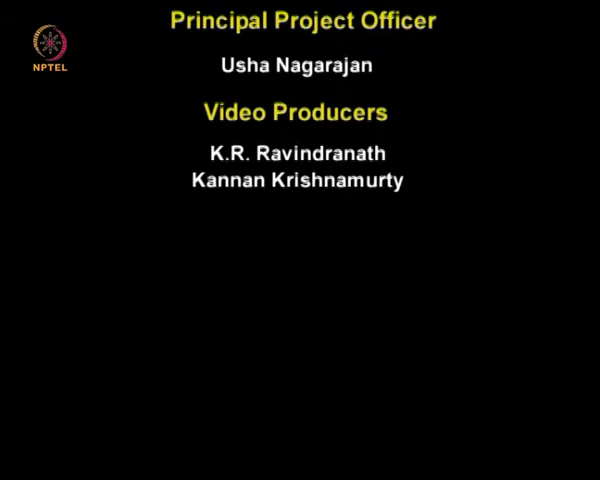 Principal Project Officer
NPTEL
Usha Nagarajan
Video Producers
K.R. Ravindranath
Kannan Krishnamurty